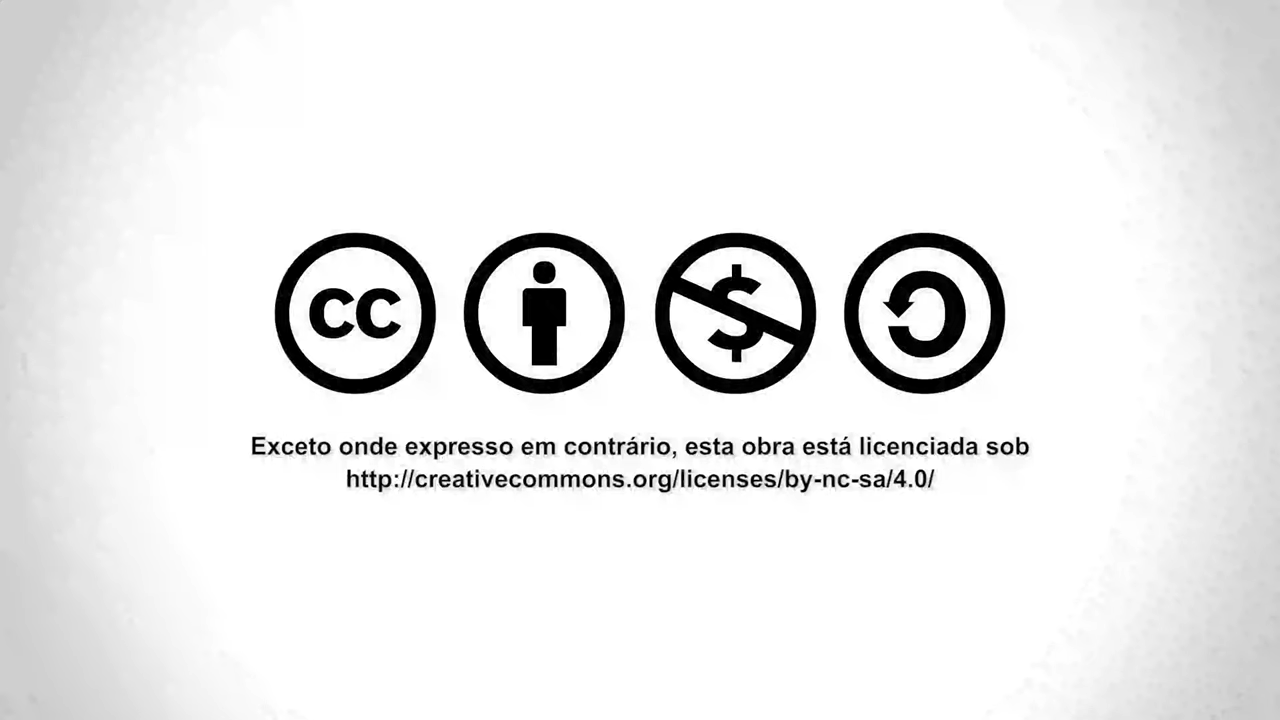 cc
Exceto onde expresso em contrário, esta obra está licenciada sob
http://creativecommons.org/licenses/by-nc-sa/4.0/